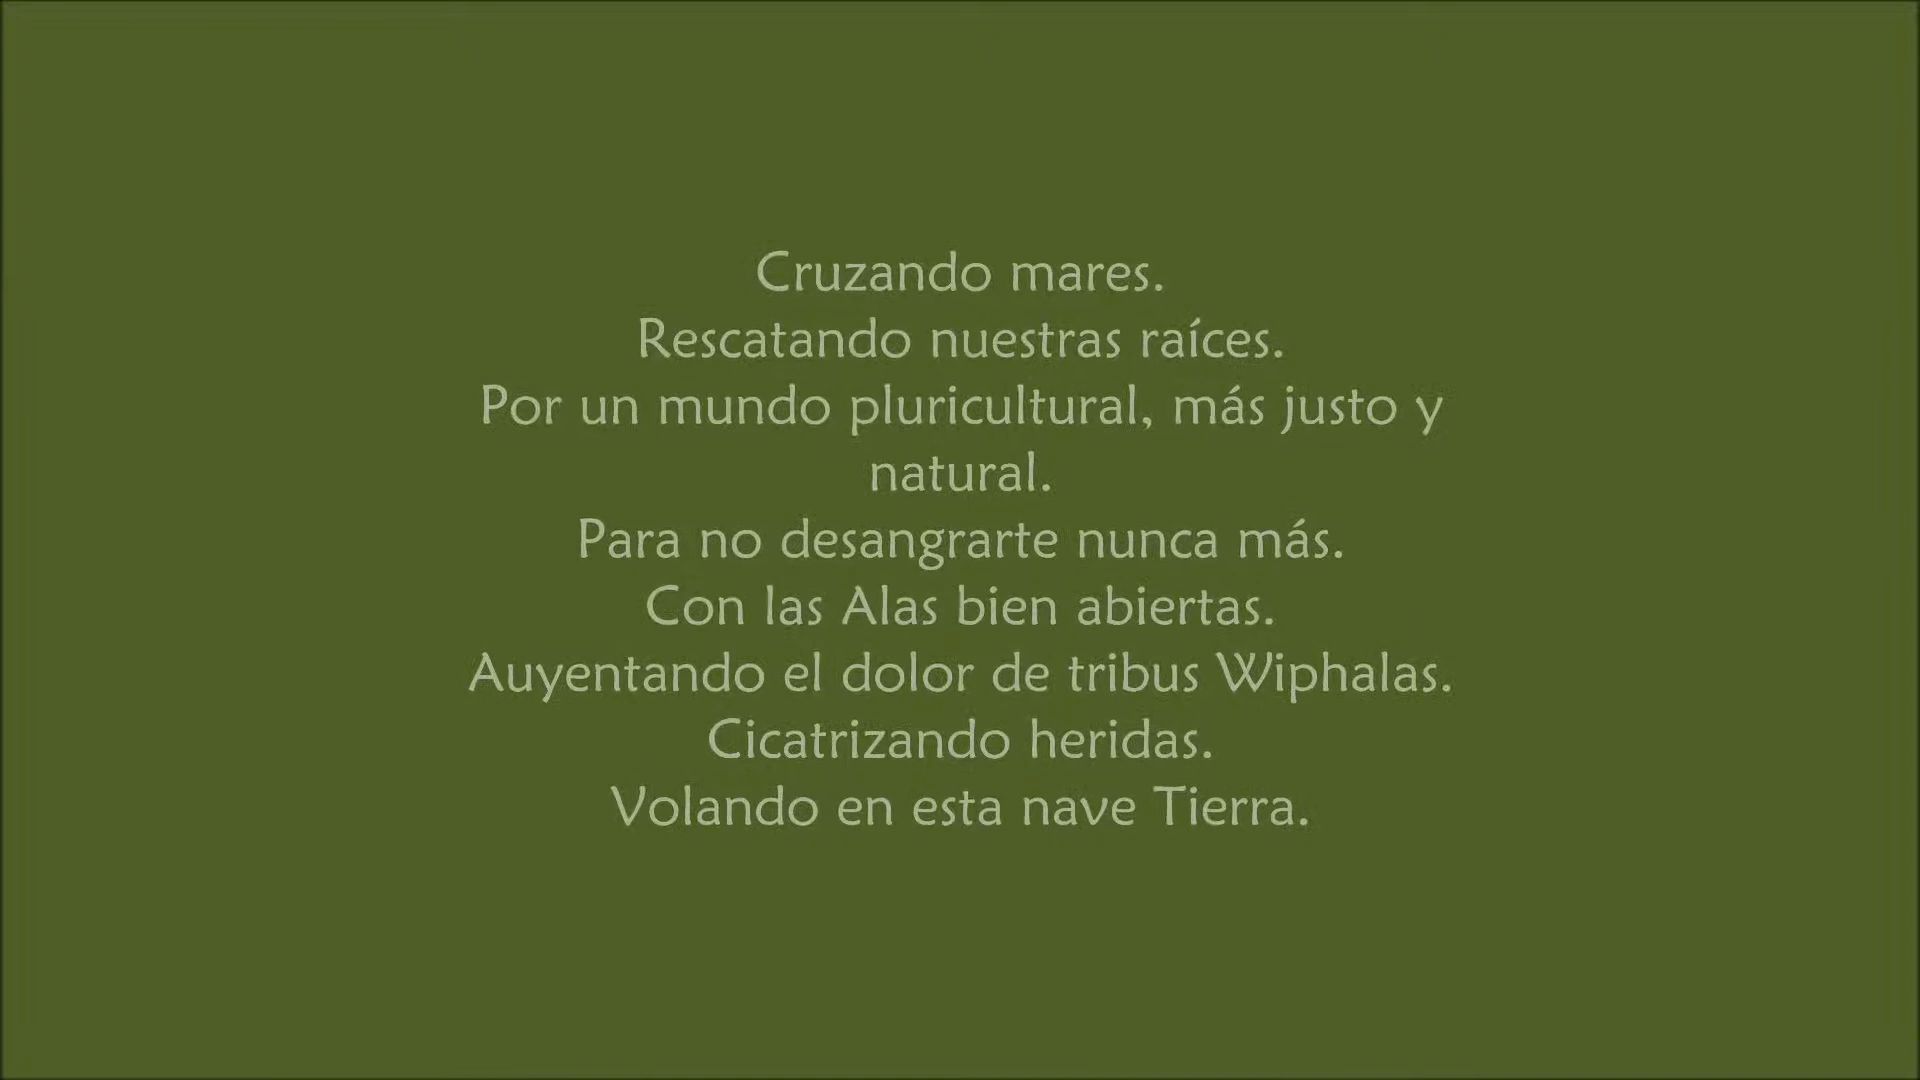 Cruzando mares.
Rescatando nuestras raíces.
Por un mundo pluricultural, más justo y
natural.
Para no desangrarte nunca más.
Con las Alas bien abiertas.
Auyentando el dolor de tribus Wiphalas.
Cicatrizando heridas.
Volando en esta nave Tierra.